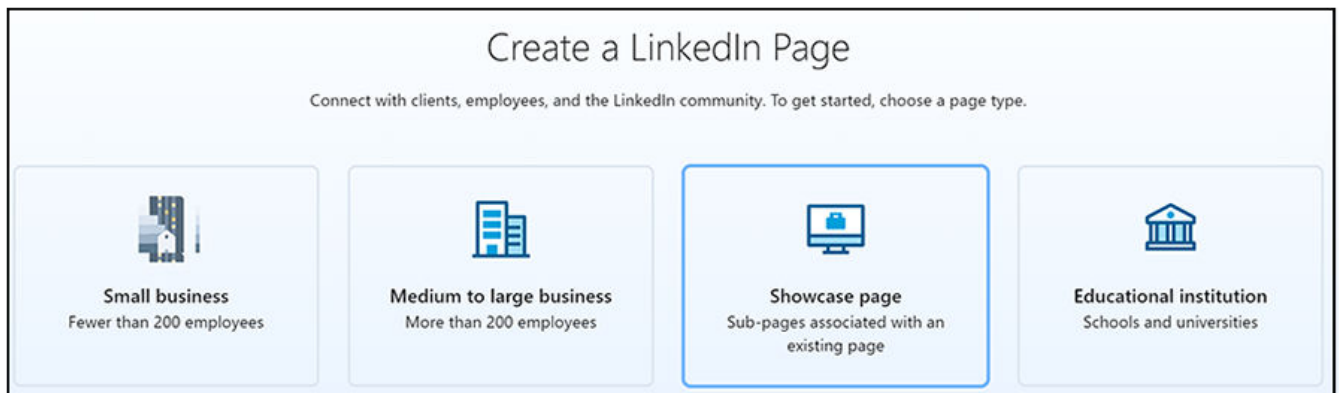 Create a LinkedIn Page
Connect with clients, employees, and the LinkedIn community. To get started, choose a page type.
Small business
Fewer than 200 employees
Medium to large business
More than 200 employees
Showcase page
Sub-pages associated with an
existing page
Educational institution
Schools and universities